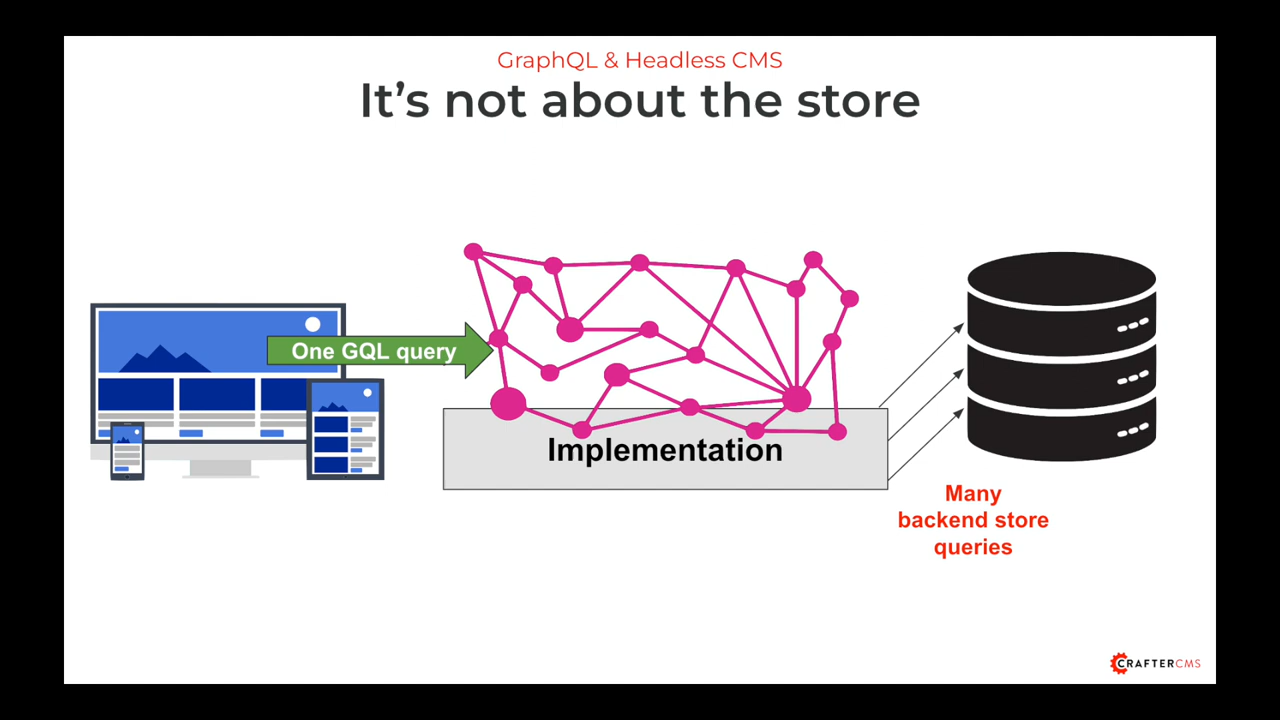 GraphQL & Headless CMS
It's not about the store
One GQL query
Implementation
Many
backend store
queries
CRAFTERCMS